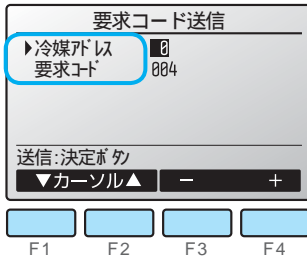 要求コード送信
▶冷媒ｱﾄﾞﾚｽ 0
要求ｺｰﾄﾞ 004
送信:決定ﾎﾞﾀﾝ
▼カーソル▲ － ＋
F1 F2 F3 F4